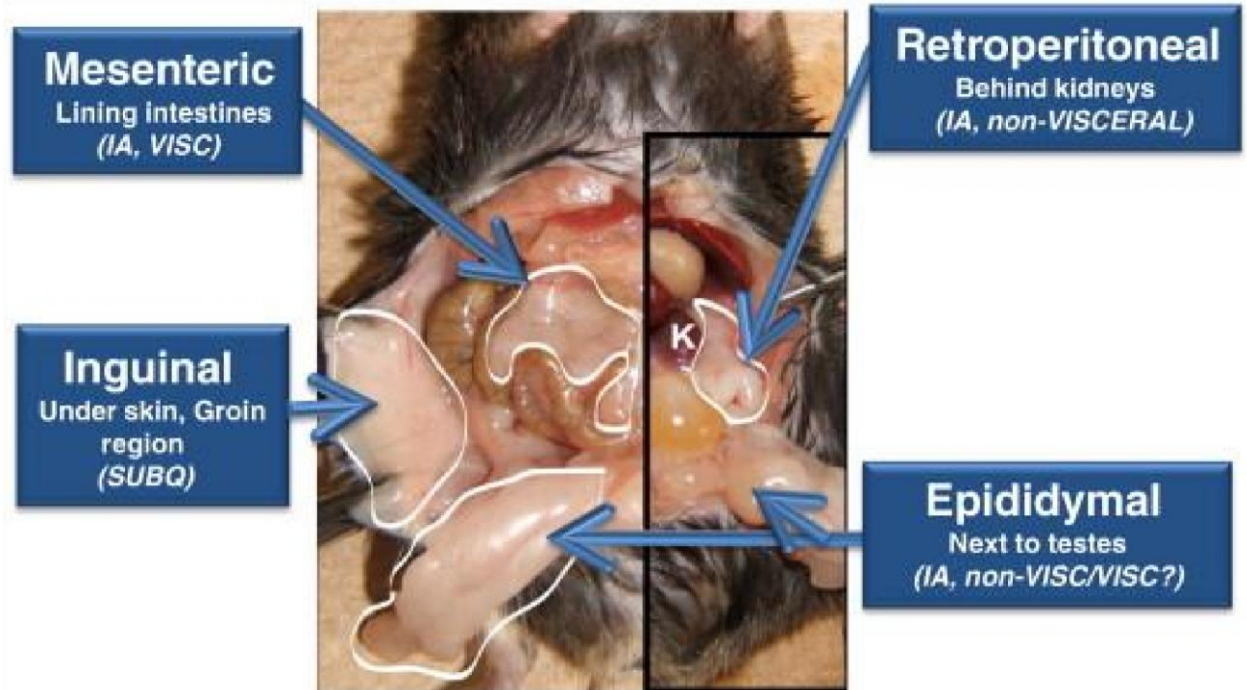 Mesenteric
Lining intestines
(IA, VISC)
Retroperitoneal
Behind kidneys
(IA, non-VISCERAL)
K
Inguinal
Under skin, Groin
region
(SUBQ)
Epididymal
Next to testes
(IA, non-VISC/VISC?)